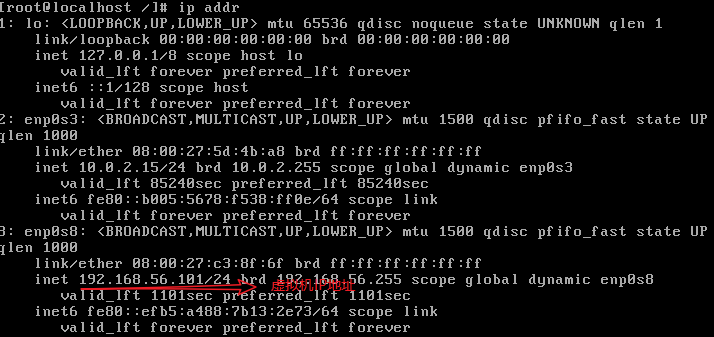 [root@localhost /]# ip addr
1: lo: <LOOPBACK,UP,LOWER_UP> mtu 65536 qdisc noqueue state UNKNOWN qlen 1
link/loopback 00:00:00:00:00:00 brd 00:00:00:00:00:00
inet 127.0.0.1/8 scope host lo
valid_lft forever preferred_lft forever
inet6 ::1/128 scope host
valid_lft forever preferred_lft forever
2: enp0s3: <BROADCAST,MULTICAST,UP,LOWER_UP> mtu 1500 qdisc pfifo_fast state UP
qlen 1000
link/ether 08:00:27:5d:4b:a8 brd ff:ff:ff:ff:ff:ff
inet 10.0.2.15/24 brd 10.0.2.255 scope global dynamic enp0s3
valid_lft 85240sec preferred_lft 85240sec
inet6 fe80::b005:5678:f538:ff0e/64 scope link
valid_lft forever preferred_lft forever
3: enp0s8: <BROADCAST,MULTICAST,UP,LOWER_UP> mtu 1500 qdisc pfifo_fast state UP
qlen 1000
link/ether 08:00:27:c3:8f:6f brd ff:ff:ff:ff:ff:ff
inet 192.168.56.101/24 brd 192.168.56.255 scope global dynamic enp0s8
虚拟机IP地址
valid_lft 1101sec preferred_lft 1101sec
inet6 fe80::efb5:a488:7b13:2e73/64 scope link
valid_lft forever preferred_lft forever